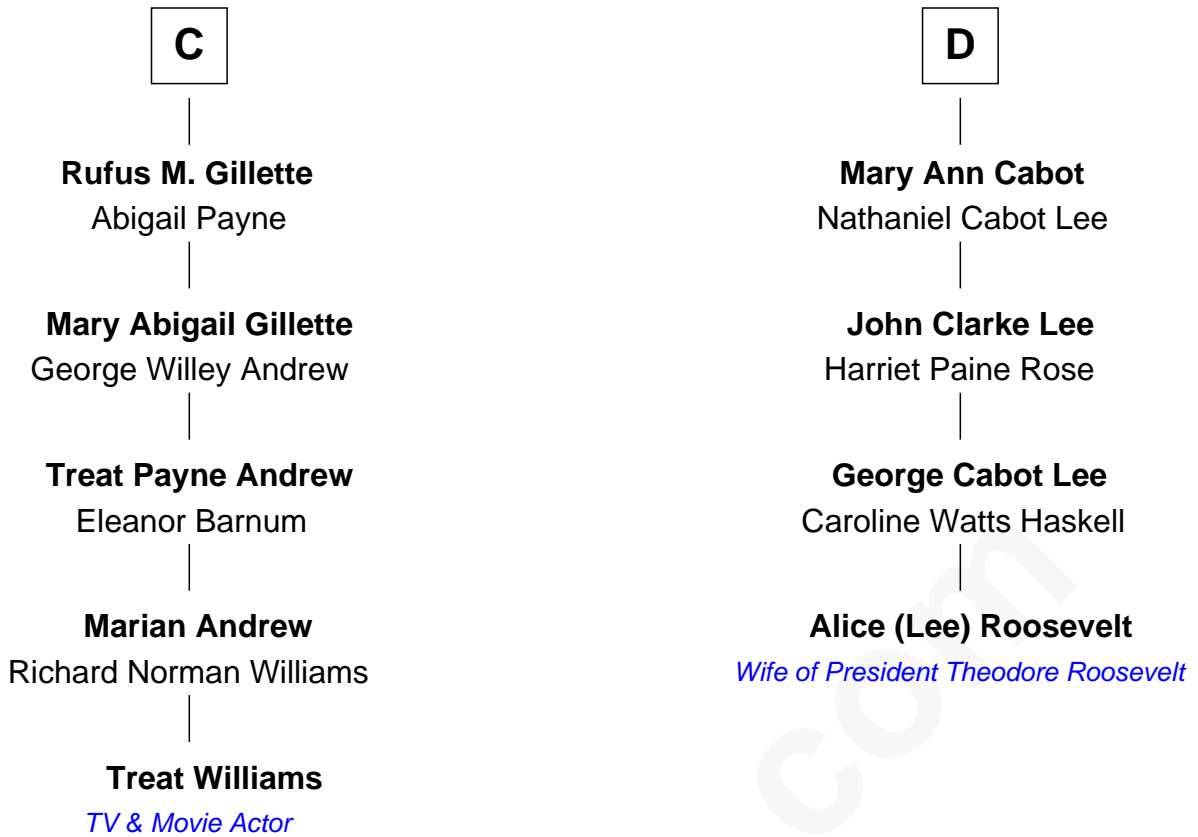 C
Rufus M. Gillette
Abigail Payne
Mary Abigail Gillette
George Willey Andrew
Treat Payne Andrew
Eleanor Barnum
Marian Andrew
Richard Norman Williams
Treat Williams
TV & Movie Actor
D
Mary Ann Cabot
Nathaniel Cabot Lee
John Clarke Lee
Harriet Paine Rose
George Cabot Lee
Caroline Watts Haskell
Alice (Lee) Roosevelt
Wife of President Theodore Roosevelt
com